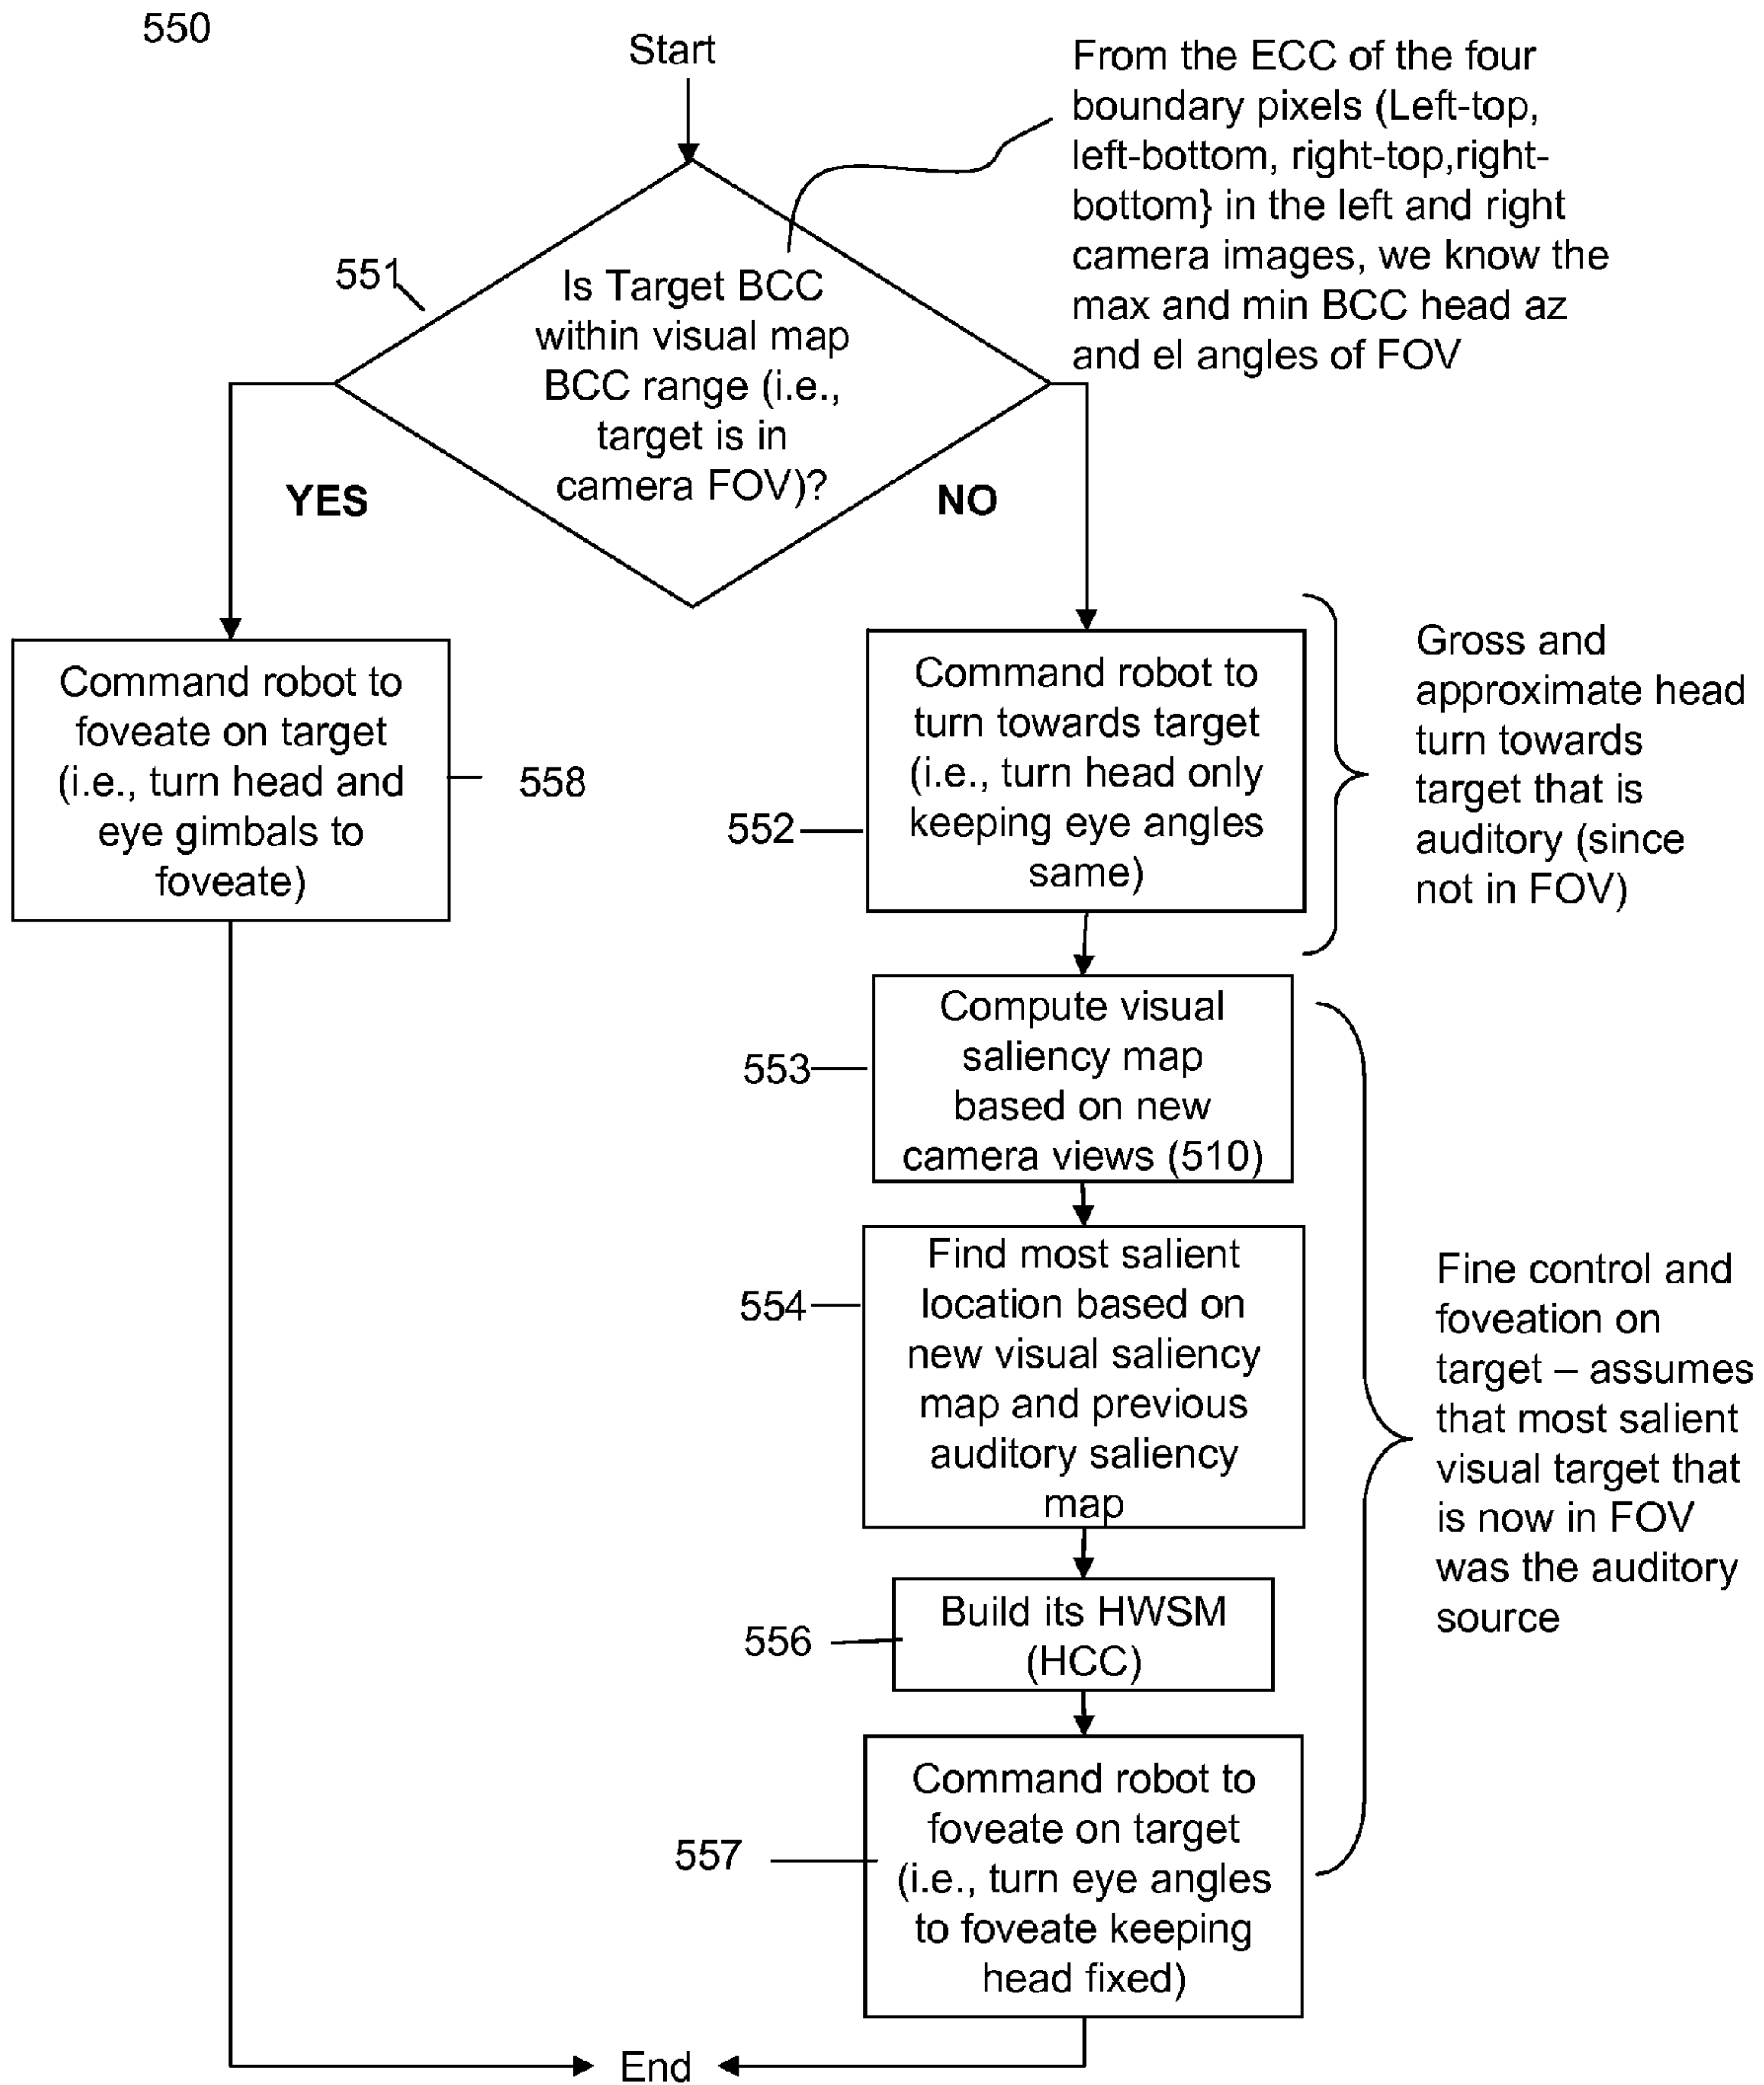 550
Start
From the ECC of the four
boundary pixels (Left-top,
left-bottom, right-top,right-
bottom} in the left and right
camera images, we know the
max and min BCC head az
and el angles of FOV
551
Is Target BCC
within visual map
BCC range (i.e.,
target is in
camera FOV)?
YES
NO
Command robot to
foveate on target
(i.e., turn head and
eye gimbals to
foveate)
558
552
Command robot to
turn towards target
(i.e., turn head only
keeping eye angles
same)
Gross and
approximate head
turn towards
target that is
auditory (since
not in FOV)
553
Compute visual
saliency map
based on new
camera views (510)
554
Find most salient
location based on
new visual saliency
map and previous
auditory saliency
map
Fine control and
foveation on
target – assumes
that most salient
visual target that
is now in FOV
was the auditory
source
556
Build its HWSM
(HCC)
557
Command robot to
foveate on target
(i.e., turn eye angles
to foveate keeping
head fixed)
End